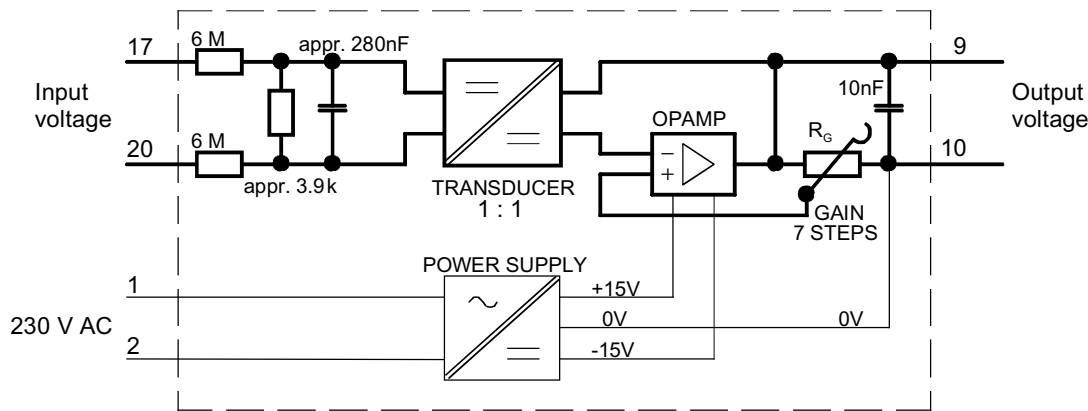 17
6 M
appr. 280nF
9
Input
voltage
10nF
Output
voltage
OPAMP
R_G
20
6 M
10
appr. 3.9k
TRANSDUCER
1 : 1
−
+
GAIN
7 STEPS
POWER SUPPLY
1
+15V
230 V AC
0V
0V
2
-15V